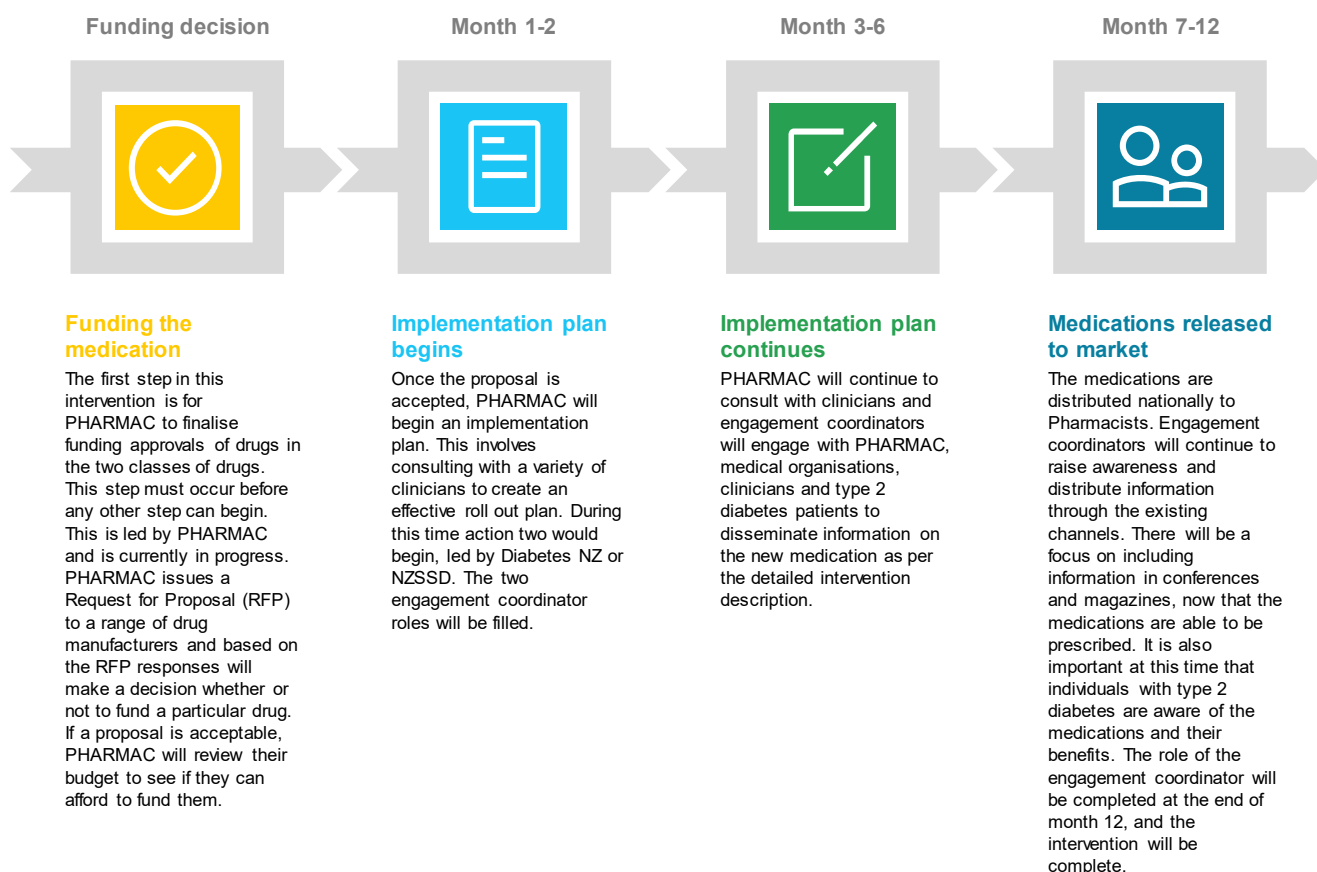 Funding decision
Month 1-2
Month 3-6
Month 7-12
Funding the
medication
The first step in this
intervention is for
PHARMAC to finalise
funding approvals of drugs in
the two classes of drugs.
This step must occur before
any other step can begin.
This is led by PHARMAC
and is currently in progress.
PHARMAC issues a
Request for Proposal (RFP)
to a range of drug
manufacturers and based on
the RFP responses will
make a decision whether or
not to fund a particular drug.
If a proposal is acceptable,
PHARMAC will review their
budget to see if they can
afford to fund them.
Implementation plan
begins
Once the proposal is
accepted, PHARMAC will
begin an implementation
plan. This involves
consulting with a variety of
clinicians to create an
effective roll out plan. During
this time action two would
begin, led by Diabetes NZ or
NZSSD. The two
engagement coordinator
roles will be filled.
Implementation plan
continues
PHARMAC will continue to
consult with clinicians and
engagement coordinators
will engage with PHARMAC,
medical organisations,
clinicians and type 2
diabetes patients to
disseminate information on
the new medication as per
the detailed intervention
description.
Medications released
to market
The medications are
distributed nationally to
Pharmacists. Engagement
coordinators will continue to
raise awareness and
distribute information
through the existing
channels. There will be a
focus on including
information in conferences
and magazines, now that the
medications are able to be
prescribed. It is also
important at this time that
individuals with type 2
diabetes are aware of the
medications and their
benefits. The role of the
engagement coordinator will
be completed at the end of
month 12, and the
intervention will be
complete.